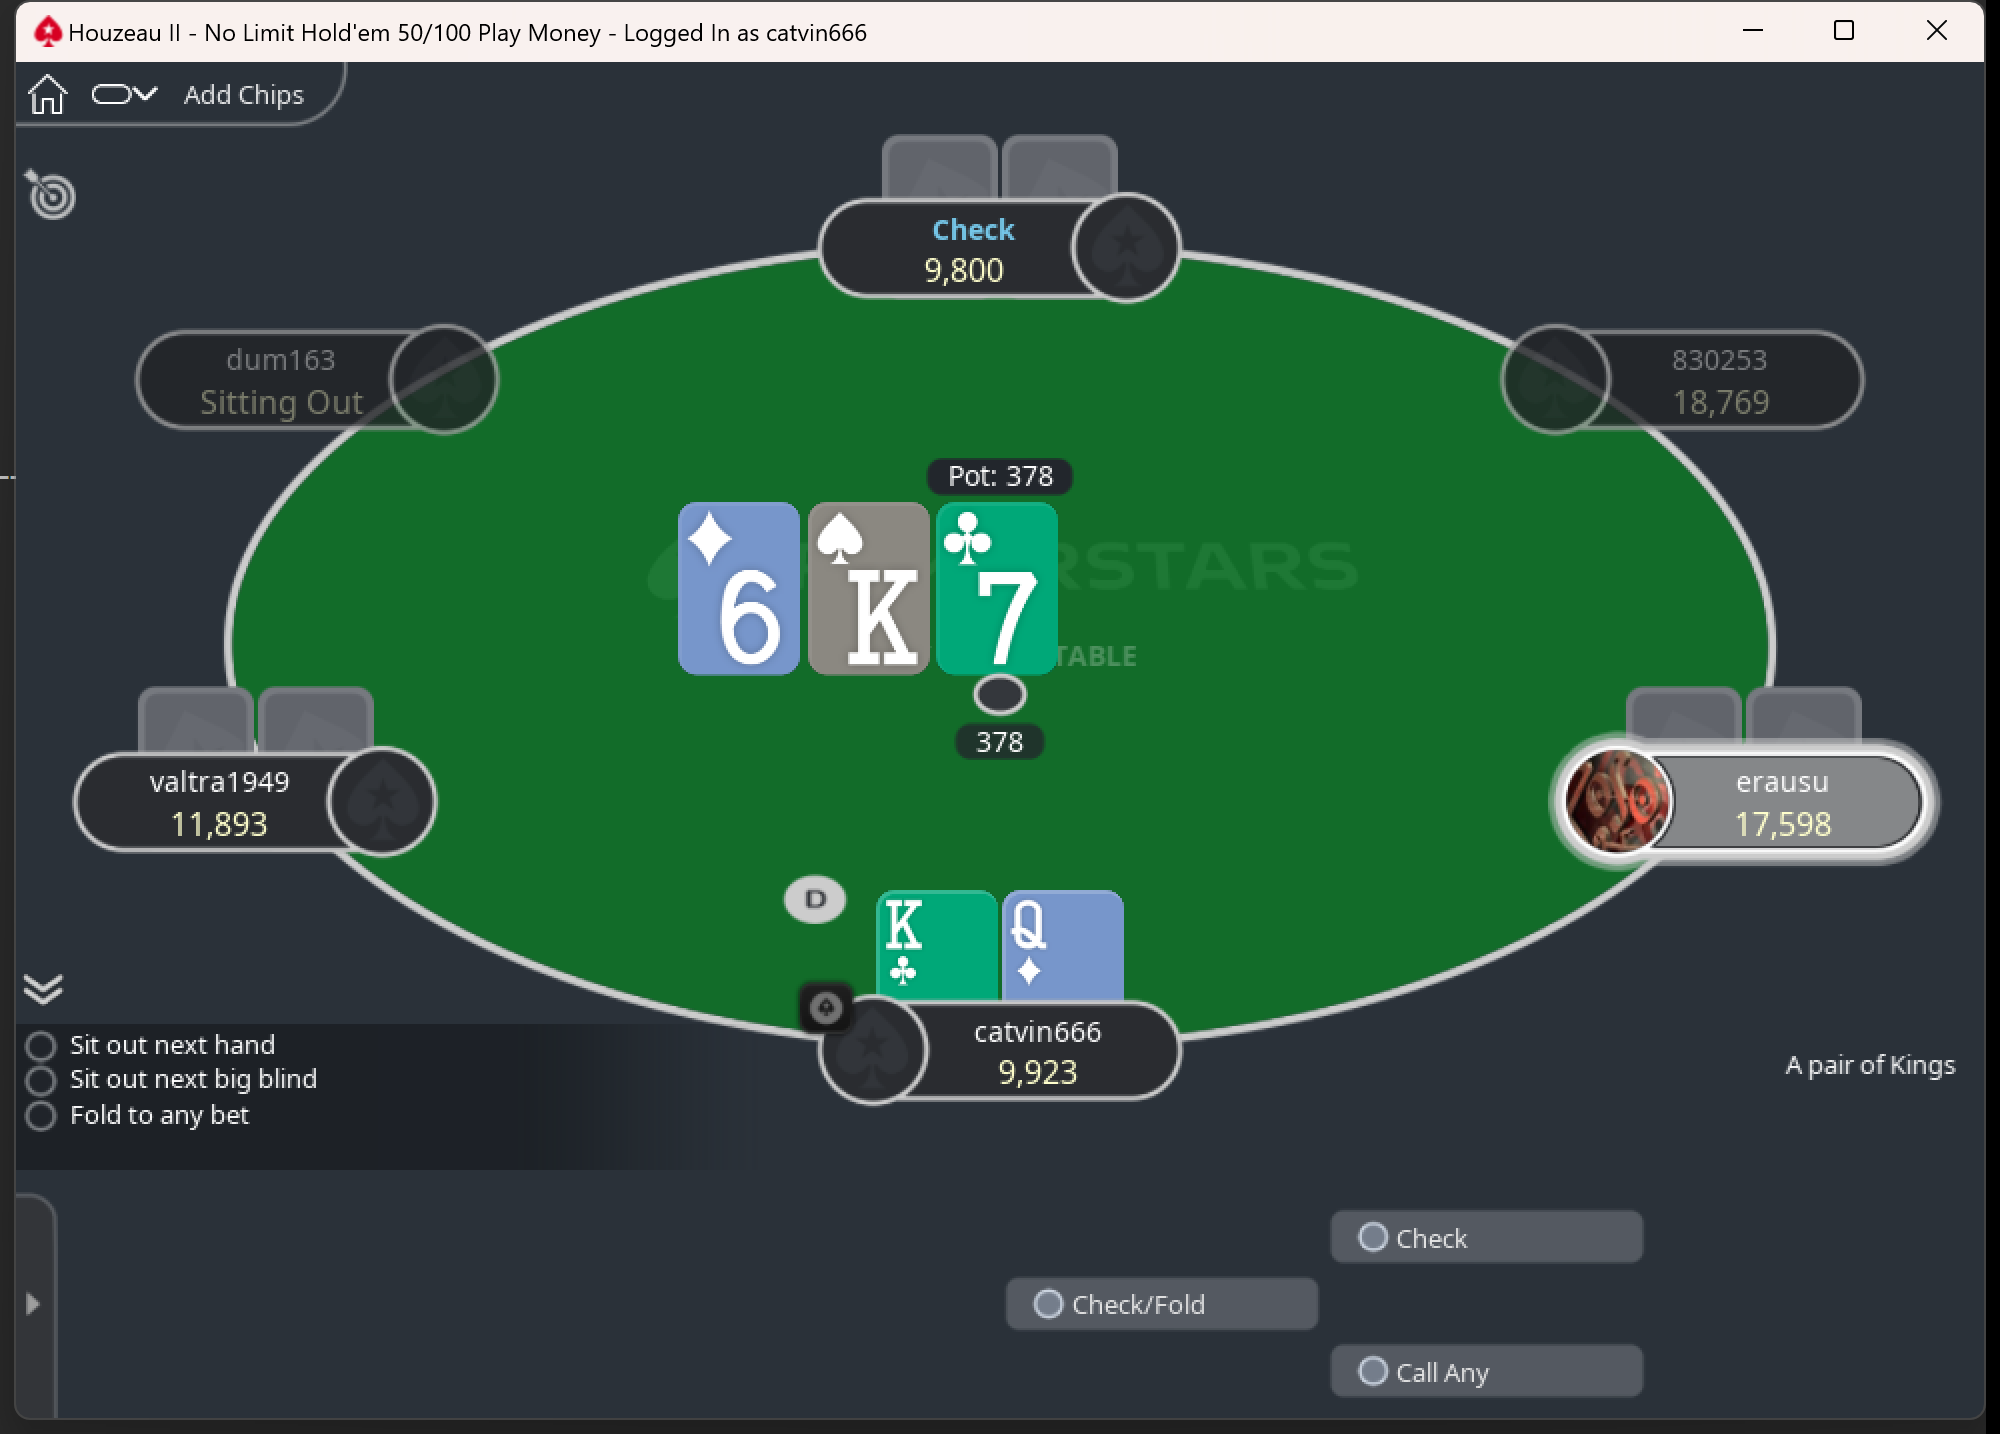 Houzeau II - No Limit Hold'em 50/100 Play Money - Logged In as catvin666
Add Chips
Check
9,800
dum163
Sitting Out
830253
18,769
Pot: 378
6 K 7
RSTARS
TABLE
378
valtra1949
11,893
erausu
17,598
D
K Q
catvin666
9,923
Sit out next hand
Sit out next big blind
Fold to any bet
A pair of Kings
Check
Check/Fold
Call Any